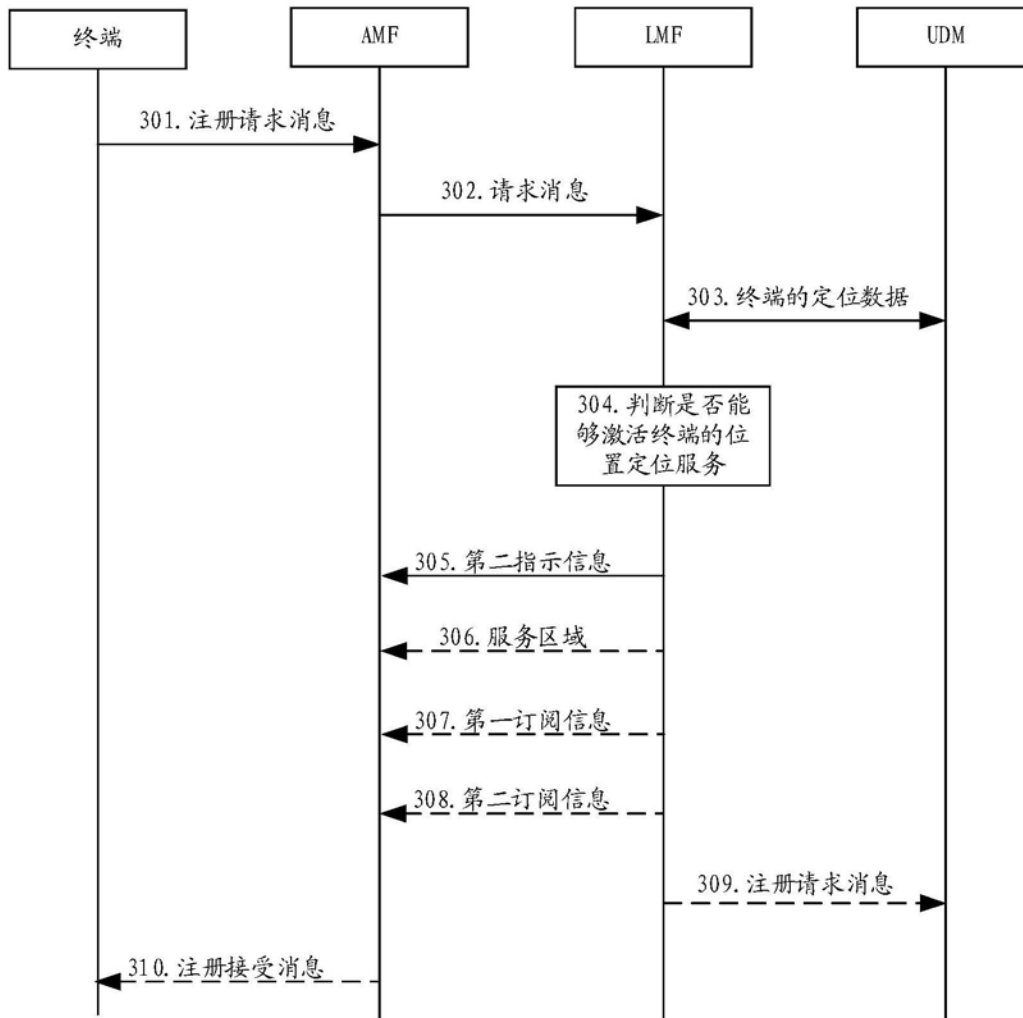 终端
AMF
LMF
UDM
301.注册请求消息
302.请求消息
303.终端的定位数据
304.判断是否能
够激活终端的位
置定位服务
305.第二指示信息
306.服务区域
307.第一订阅信息
308.第二订阅信息
309.注册请求消息
310.注册接受消息